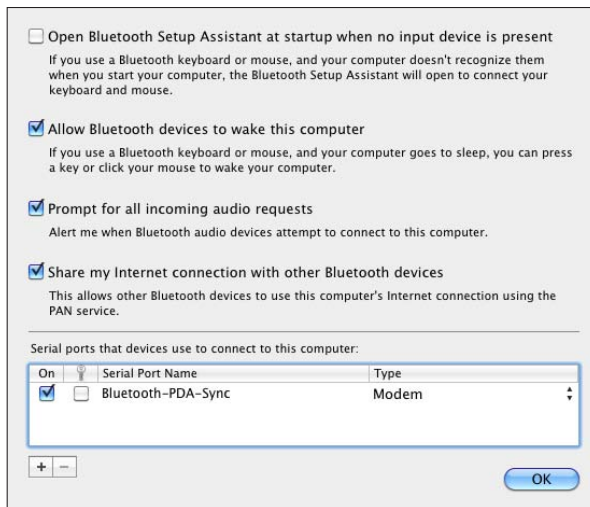 Open Bluetooth Setup Assistant at startup when no input device is present
If you use a Bluetooth keyboard or mouse, and your computer doesn't recognize them
when you start your computer, the Bluetooth Setup Assistant will open to connect your
keyboard and mouse.
Allow Bluetooth devices to wake this computer
If you use a Bluetooth keyboard or mouse, and your computer goes to sleep, you can press
a key or click your mouse to wake your computer.
Prompt for all incoming audio requests
Alert me when Bluetooth audio devices attempt to connect to this computer.
Share my Internet connection with other Bluetooth devices
This allows other Bluetooth devices to use this computer's Internet connection using the
PAN service.
Serial ports that devices use to connect to this computer:
On Serial Port Name Type
Bluetooth-PDA-Sync Modem
+ −
OK